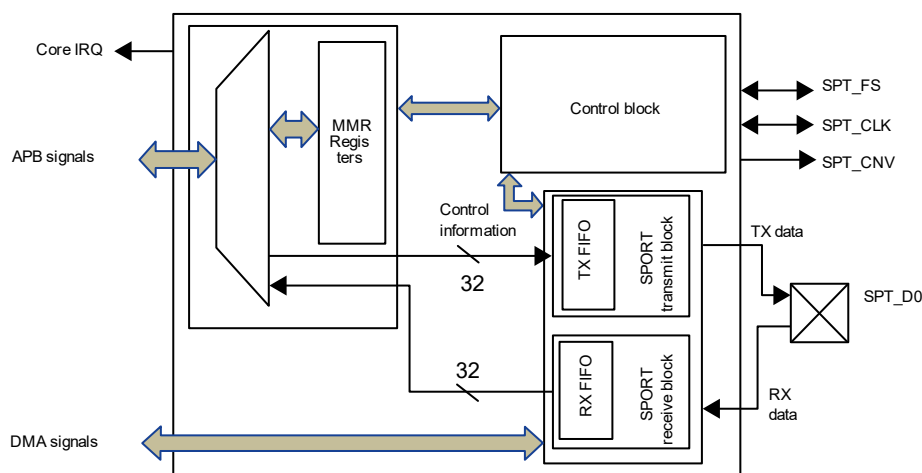 Core IRQ
APB signals
DMA signals
MMR
Regis
ters
Control block
SPT_FS
SPT_CLK
SPT_CNV
Control
information
32
TX FIFO
SPORT
transmit block
TX data
SPT_D0
32
RX FIFO
SPORT
receive block
RX
data